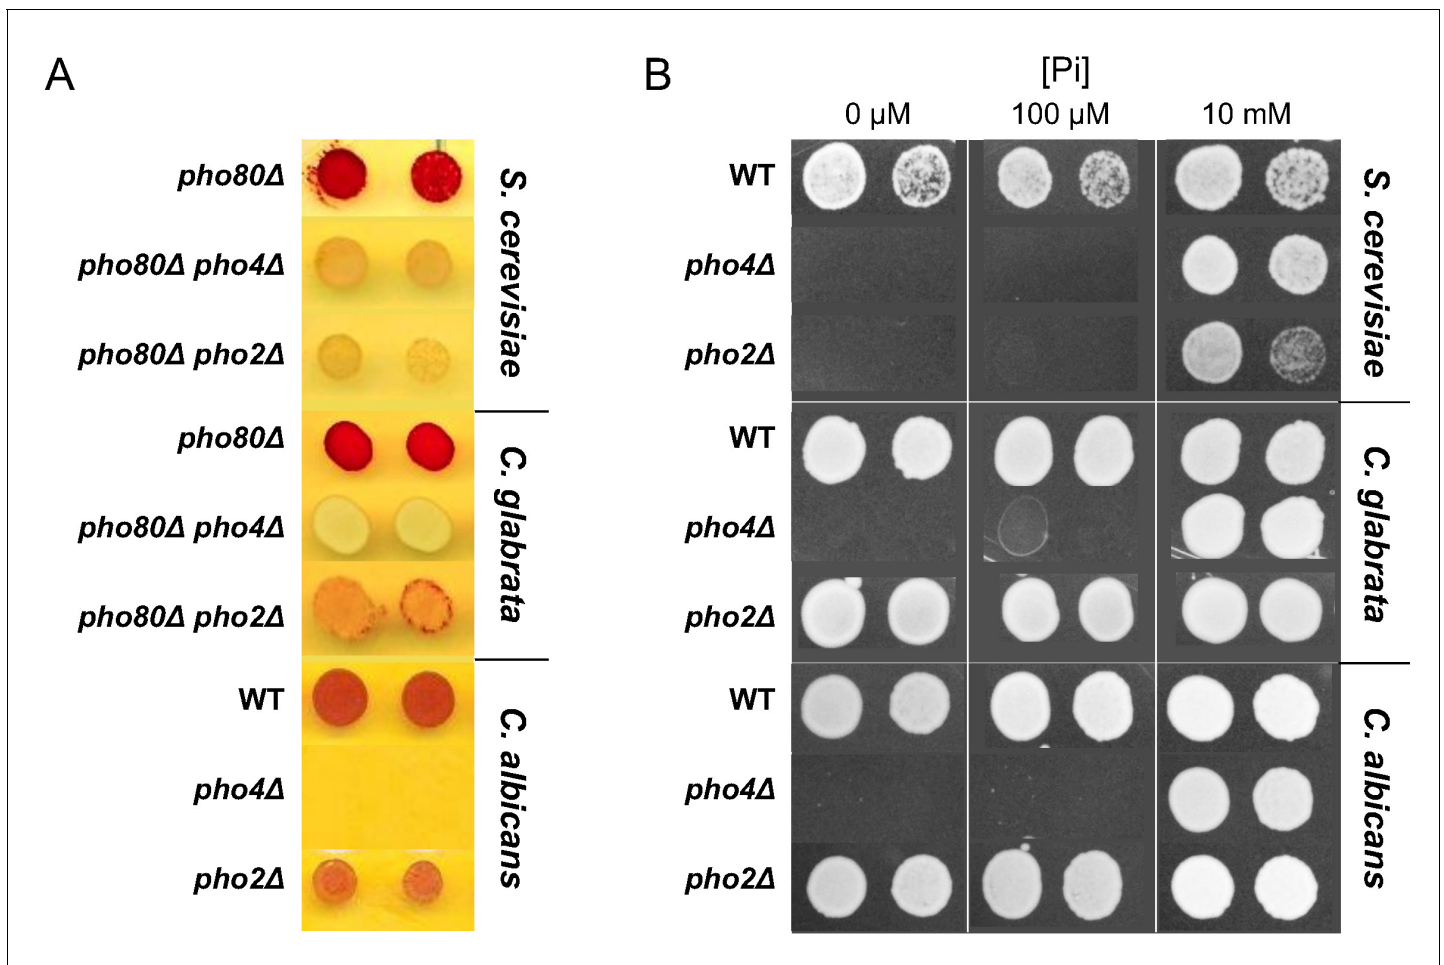 A
pho80Δ
pho80Δ pho4Δ
pho80Δ pho2Δ
S. cerevisiae
pho80Δ
pho80Δ pho4Δ
pho80Δ pho2Δ
C. glabrata
WT
pho4Δ
pho2Δ
C. albicans
B
[Pi]
0 µM 100 µM 10 mM
WT
pho4Δ
pho2Δ
S. cerevisiae
WT
pho4Δ
pho2Δ
C. glabrata
WT
pho4Δ
pho2Δ
C. albicans